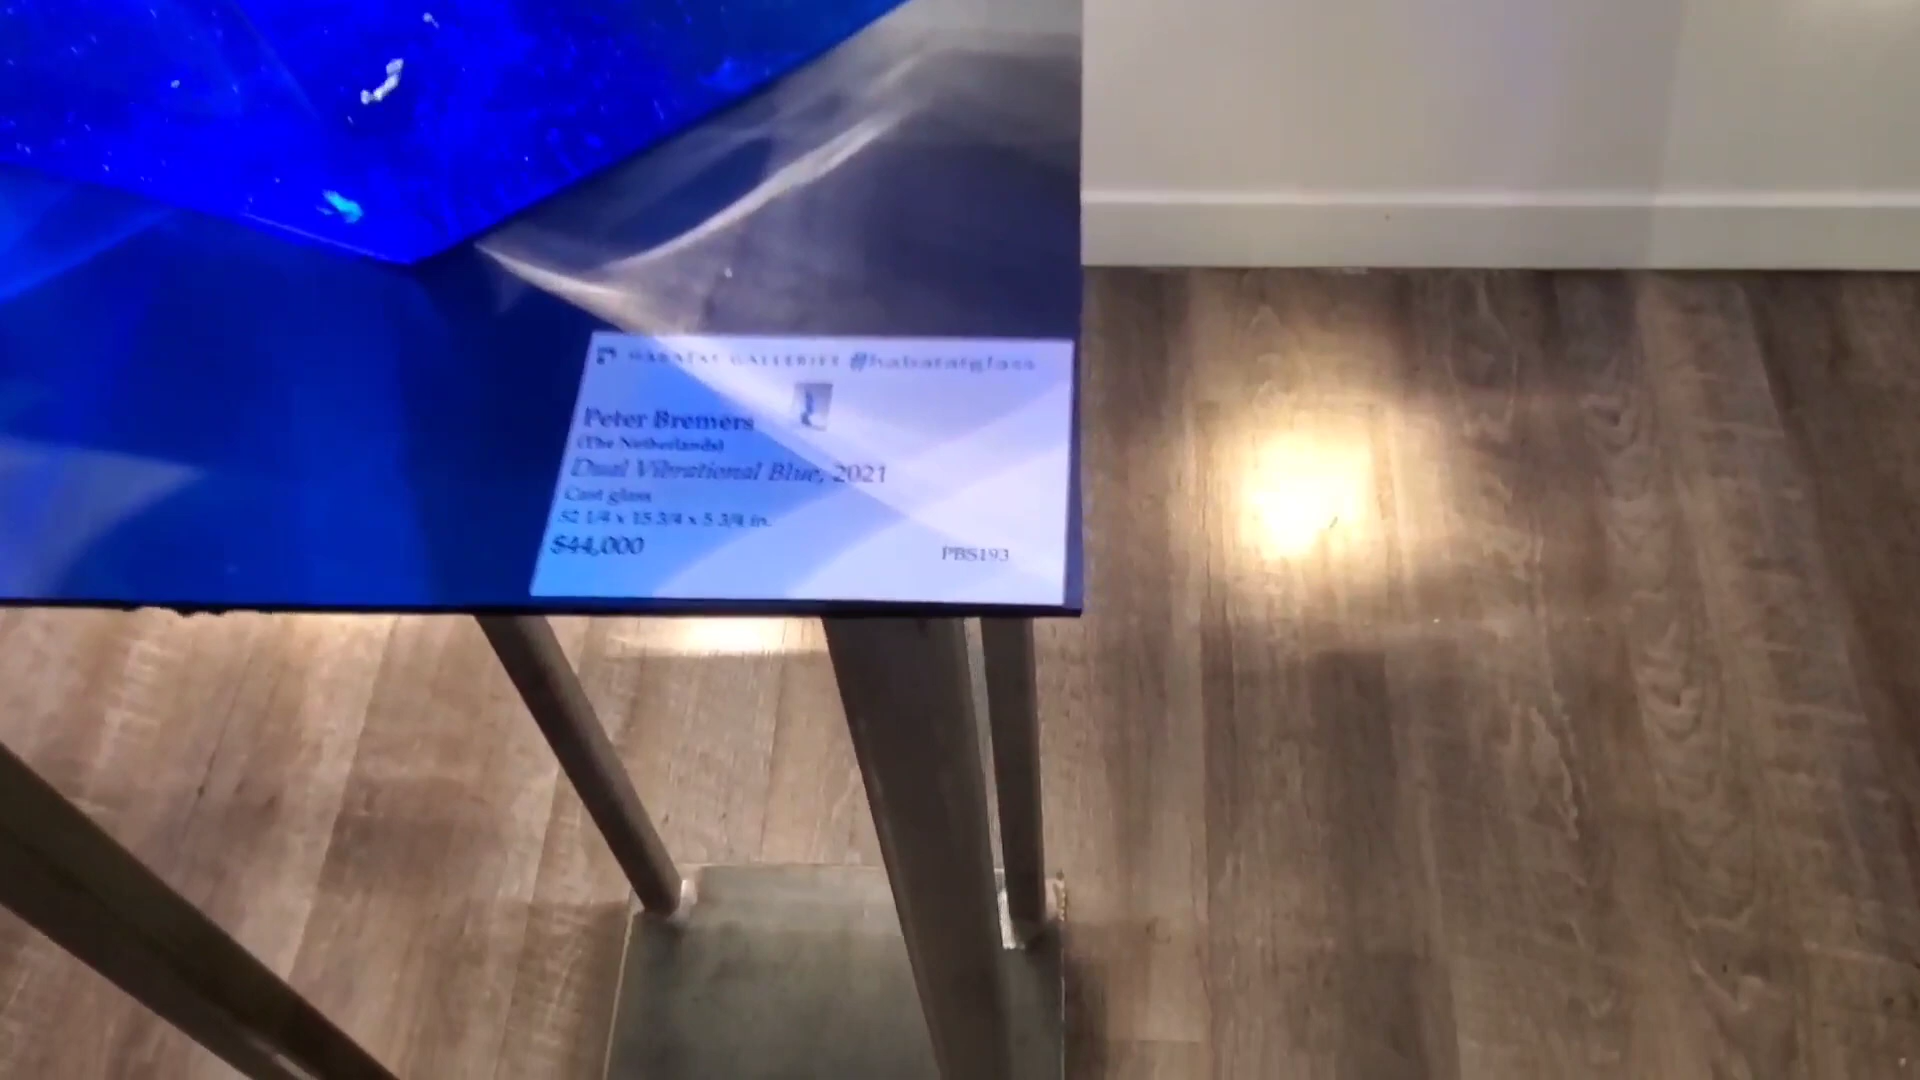 HABATAT GALLERIES #habatatglass
Peter Bremers
(The Netherlands)
Dual Vibrational Blue, 2021
Cast glass
52 1/4 x 15 3/4 x 5 3/4 in.
$44,000
PBS193